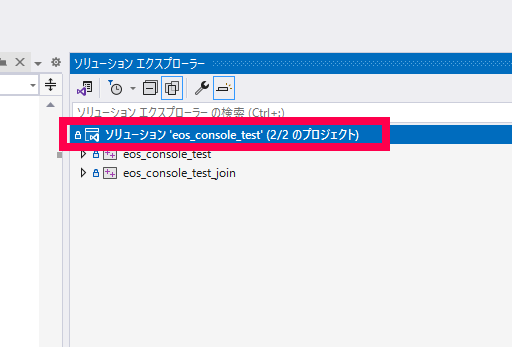 ソリューション エクスプローラー
ソリューション エクスプローラー の検索 (Ctrl+;)
ソリューション 'eos_console_test' (2/2 のプロジェクト)
eos_console_test
eos_console_test_join